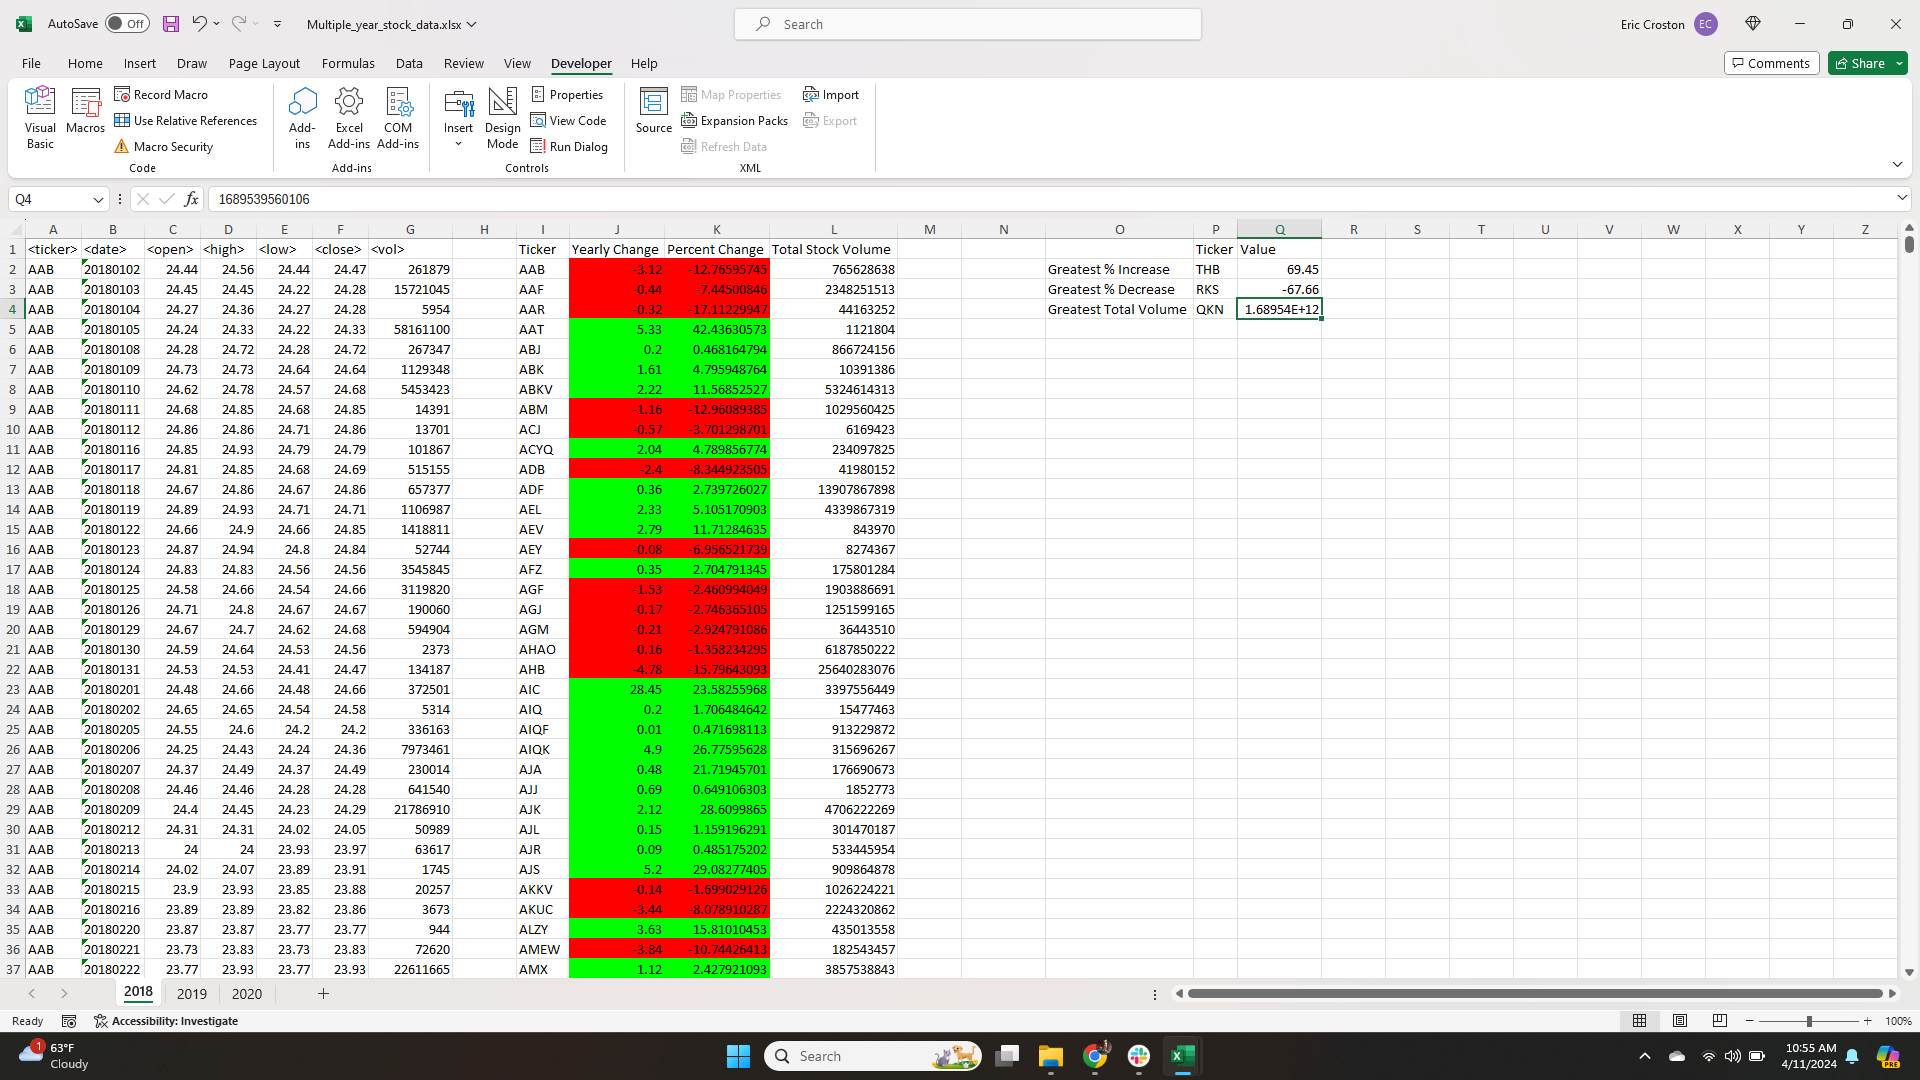 AutoSave Off Multiple_year_stock_data.xlsx Search Eric Croston EC
File Home Insert Draw Page Layout Formulas Data Review View Developer Help Comments Share
Visual Basic Macros Record Macro Use Relative References Macro Security Code
Add-ins Excel Add-ins COM Add-ins Add-ins
Insert Design Mode Properties View Code Run Dialog Controls
Source Map Properties Expansion Packs Refresh Data Import Export XML
Q4 fx 1689539560106
A B C D E F G H I J K L M N O P Q R S T U V W X Y Z
1 <ticker> <date> <open> <high> <low> <close> <vol> Ticker Yearly Change Percent Change Total Stock Volume Ticker Value
2 AAB 20180102 24.44 24.56 24.44 24.47 261879 AAB -3.12 -12.76595745 765628638 Greatest % Increase THB 69.45
3 AAB 20180103 24.45 24.45 24.22 24.28 15721045 AAF -0.44 -7.44500846 2348251513 Greatest % Decrease RKS -67.66
4 AAB 20180104 24.27 24.36 24.27 24.28 5954 AAR -0.32 -17.11229947 44163252 Greatest Total Volume QKN 1.68954E+12
5 AAB 20180105 24.24 24.33 24.22 24.33 58161100 AAT 5.33 42.43630573 1121804
6 AAB 20180108 24.28 24.72 24.28 24.72 267347 ABJ 0.2 0.468164794 866724156
7 AAB 20180109 24.73 24.73 24.64 24.64 1129348 ABK 1.61 4.795948764 10391386
8 AAB 20180110 24.62 24.78 24.57 24.68 5453423 ABKV 2.22 11.56852527 5324614313
9 AAB 20180111 24.68 24.85 24.68 24.85 14391 ABM -1.16 -12.96089385 1029560425
10 AAB 20180112 24.86 24.86 24.71 24.86 13701 ACJ -0.57 -3.701298701 6169423
11 AAB 20180116 24.85 24.93 24.79 24.79 101867 ACYQ 2.04 4.789856774 234097825
12 AAB 20180117 24.81 24.85 24.68 24.69 515155 ADB -2.4 -8.344923505 41980152
13 AAB 20180118 24.67 24.86 24.67 24.86 657377 ADF 0.36 2.739726027 13907867898
14 AAB 20180119 24.89 24.93 24.71 24.71 1106987 AEL 2.33 5.105170903 4339867319
15 AAB 20180122 24.66 24.9 24.66 24.85 1418811 AEV 2.79 11.71284635 843970
16 AAB 20180123 24.87 24.94 24.8 24.84 52744 AEY -0.08 -6.956521739 8274367
17 AAB 20180124 24.83 24.83 24.56 24.56 3545845 AFZ 0.35 2.704791345 175801284
18 AAB 20180125 24.58 24.66 24.54 24.66 3119820 AGF -1.53 -2.460994049 1903886691
19 AAB 20180126 24.71 24.8 24.67 24.67 190060 AGJ -0.17 -2.746365105 1251599165
20 AAB 20180129 24.67 24.7 24.62 24.68 594904 AGM -0.21 -2.924791086 36443510
21 AAB 20180130 24.59 24.64 24.53 24.56 2373 AHAO -0.16 -1.358234295 6187850222
22 AAB 20180131 24.53 24.53 24.41 24.47 134187 AHB -4.78 -15.79643093 25640283076
23 AAB 20180201 24.48 24.66 24.48 24.66 372501 AIC 28.45 23.58255968 3397556449
24 AAB 20180202 24.65 24.65 24.54 24.58 5314 AIQ 0.2 1.706484642 15477463
25 AAB 20180205 24.55 24.6 24.2 24.2 336163 AIQF 0.01 0.471698113 913229872
26 AAB 20180206 24.25 24.43 24.24 24.36 7973461 AIQK 4.9 26.77595628 315696267
27 AAB 20180207 24.37 24.49 24.37 24.49 230014 AJA 0.48 21.71945701 176690673
28 AAB 20180208 24.46 24.46 24.28 24.28 641540 AJJ 0.69 0.649106303 1852773
29 AAB 20180209 24.4 24.45 24.23 24.29 21786910 AJK 2.12 28.6099865 4706222269
30 AAB 20180212 24.31 24.31 24.02 24.05 50989 AJL 0.15 1.159196291 301470187
31 AAB 20180213 24 24 23.93 23.97 63617 AJR 0.09 0.485175202 533445954
32 AAB 20180214 24.02 24.07 23.89 23.91 1745 AJS 5.2 29.08277405 909864878
33 AAB 20180215 23.9 23.93 23.85 23.88 20257 AKKV -0.14 -1.699029126 1026224221
34 AAB 20180216 23.89 23.89 23.82 23.86 3673 AKUC -3.44 -8.078910287 2224320862
35 AAB 20180220 23.87 23.87 23.77 23.77 944 ALZY 3.63 15.81010453 435013558
36 AAB 20180221 23.73 23.83 23.73 23.83 72620 AMEW -3.84 -10.74426413 182543457
37 AAB 20180222 23.77 23.93 23.77 23.93 22611665 AMX 1.12 2.427921093 3857538843
2018 2019 2020
Ready Accessibility: Investigate 100%
1 63°F Cloudy Search 10:55 AM 4/11/2024